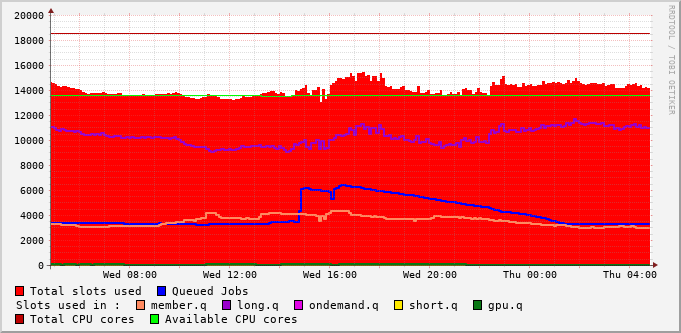 20000
18000
16000
14000
12000
10000
8000
6000
4000
2000
0
Wed 08:00 Wed 12:00 Wed 16:00 Wed 20:00 Thu 00:00 Thu 04:00
Total slots used Queued Jobs
Slots used in : member.q long.q ondemand.q short.q gpu.q
Total CPU cores Available CPU cores
RRDTOOL / TOBI OETIKER